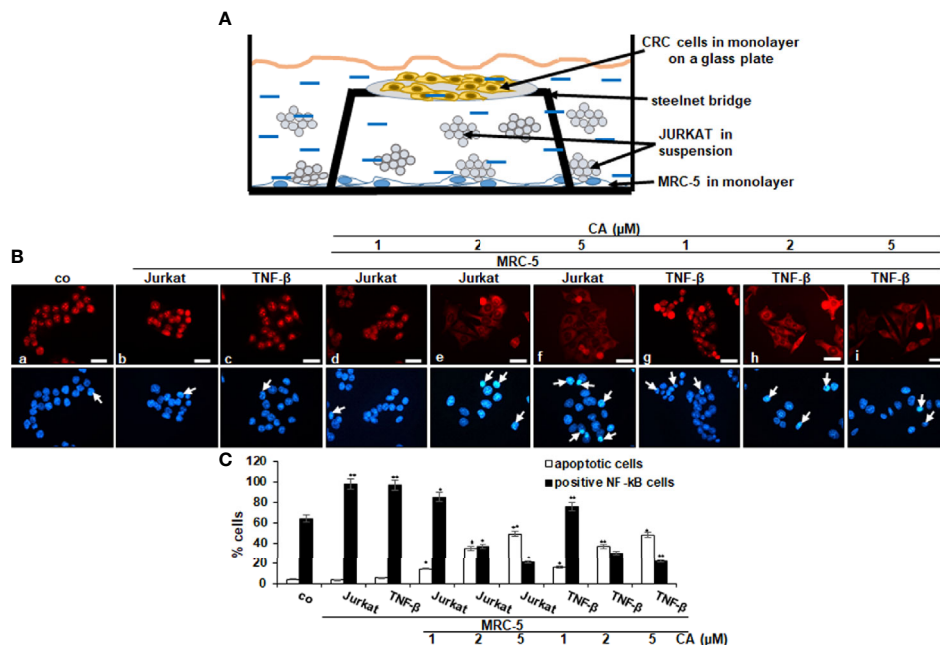 A
CRC cells in monolayer
on a glass plate
steelnet bridge
JURKAT in
suspension
MRC-5 in monolayer
CA (µM)
1 2 5 1 2 5
B
MRC-5
co Jurkat TNF-β Jurkat Jurkat Jurkat TNF-β TNF-β TNF-β
a b c d e f g h i
C
120
100
80
60
40
20
0
% cells
apoptotic cells
positive NF-kB cells
** ** * * * ** - * ** ** * **
co Jurkat TNF-β Jurkat Jurkat Jurkat TNF-β TNF-β TNF-β
MRC-5
1 2 5 1 2 5 CA (µM)